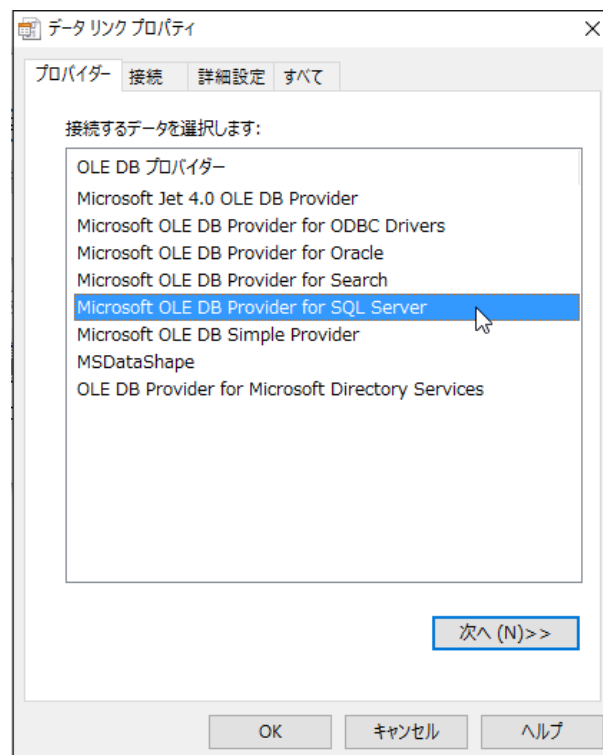 データ リンク プロパティ
プロバイダー 接続 詳細設定 すべて
接続するデータを選択します:
OLE DB プロバイダー
Microsoft Jet 4.0 OLE DB Provider
Microsoft OLE DB Provider for ODBC Drivers
Microsoft OLE DB Provider for Oracle
Microsoft OLE DB Provider for Search
Microsoft OLE DB Provider for SQL Server
Microsoft OLE DB Simple Provider
MSDataShape
OLE DB Provider for Microsoft Directory Services
次へ (N)>>
OK キャンセル ヘルプ